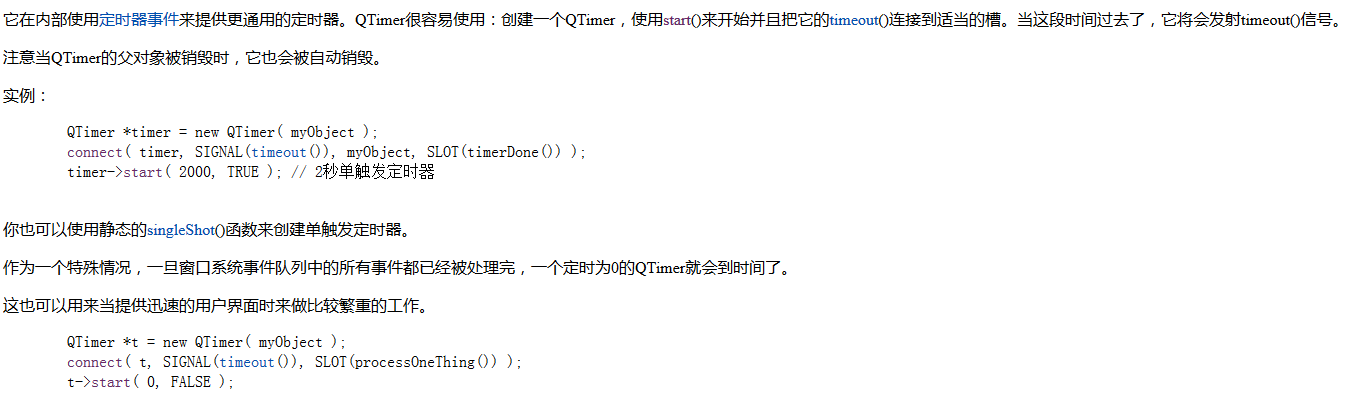 它在内部使用定时器事件来提供更通用的定时器。QTimer很容易使用：创建一个QTimer，使用start()来开始并且把它的timeout()连接到适当的槽。当这段时间过去了，它将会发射timeout()信号。
注意当QTimer的父对象被销毁时，它也会被自动销毁。
实例：
QTimer *timer = new QTimer( myObject );
connect( timer, SIGNAL(timeout()), myObject, SLOT(timerDone()) );
timer->start( 2000, TRUE ); // 2秒单触发定时器
你也可以使用静态的singleShot()函数来创建单触发定时器。
作为一个特殊情况，一旦窗口系统事件队列中的所有事件都已经被处理完，一个定时为0的QTimer就会到时间了。
这也可以用来当提供迅速的用户界面时来做比较繁重的工作。
QTimer *t = new QTimer( myObject );
connect( t, SIGNAL(timeout()), SLOT(processOneThing()) );
t->start( 0, FALSE );